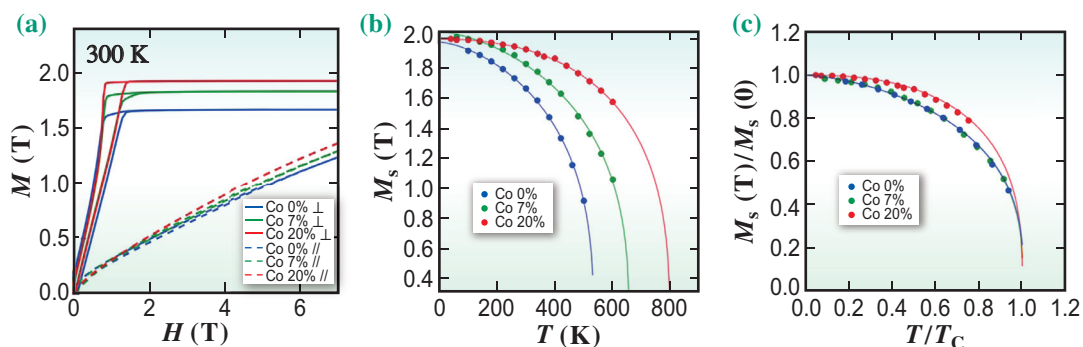 (a)
300 K
M (T)
2.0
1.5
1.0
0.5
0.0
0
2
4
6
H (T)
Co 0% ⊥
Co 7% ⊥
Co 20% ⊥
Co 0% //
Co 7% //
Co 20% //
(b)
Ms (T)
2.0
1.8
1.6
1.4
1.2
1.0
0.8
0.6
0.4
0
200
400
600
800
T (K)
Co 0%
Co 7%
Co 20%
(c)
Ms (T)/Ms (0)
1.2
1.0
0.8
0.6
0.4
0.2
0.0
0.0
0.2
0.4
0.6
0.8
1.0
1.2
T/TC
Co 0%
Co 7%
Co 20%